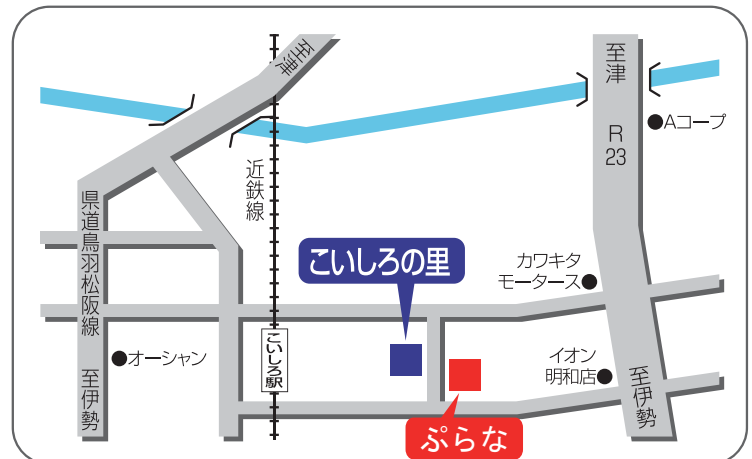 至津
至津
R
23
●Aコープ
近鉄線
県道鳥羽松阪線
至伊勢
こいしろの里
カワキタ
モータース●
●オーシャン
こいしろ駅
イオン
明和店●
至伊勢
ぷらな